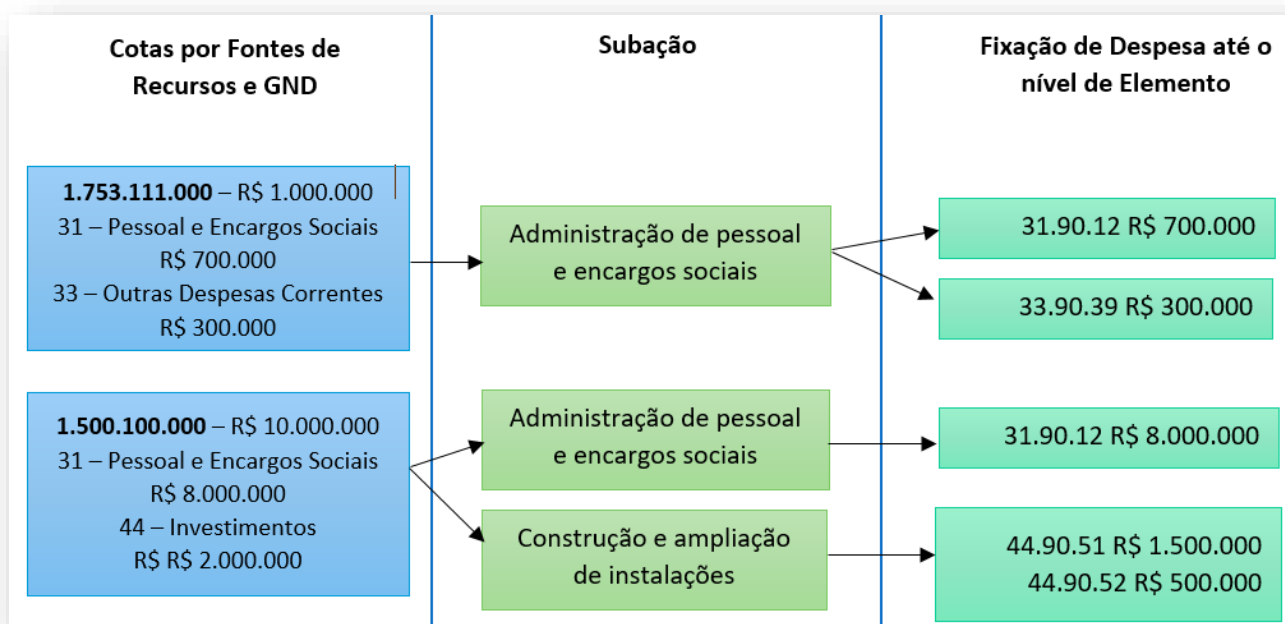 Cotas por Fontes de
Recursos e GND
Subação
Fixação de Despesa até o
nível de Elemento
1.753.111.000 – R$ 1.000.000
31 – Pessoal e Encargos Sociais
R$ 700.000
33 – Outras Despesas Correntes
R$ 300.000
Administração de pessoal
e encargos sociais
31.90.12 R$ 700.000
33.90.39 R$ 300.000
1.500.100.000 – R$ 10.000.000
31 – Pessoal e Encargos Sociais
R$ 8.000.000
44 – Investimentos
R$ R$ 2.000.000
Administração de pessoal
e encargos sociais
31.90.12 R$ 8.000.000
Construção e ampliação
de instalações
44.90.51 R$ 1.500.000
44.90.52 R$ 500.000